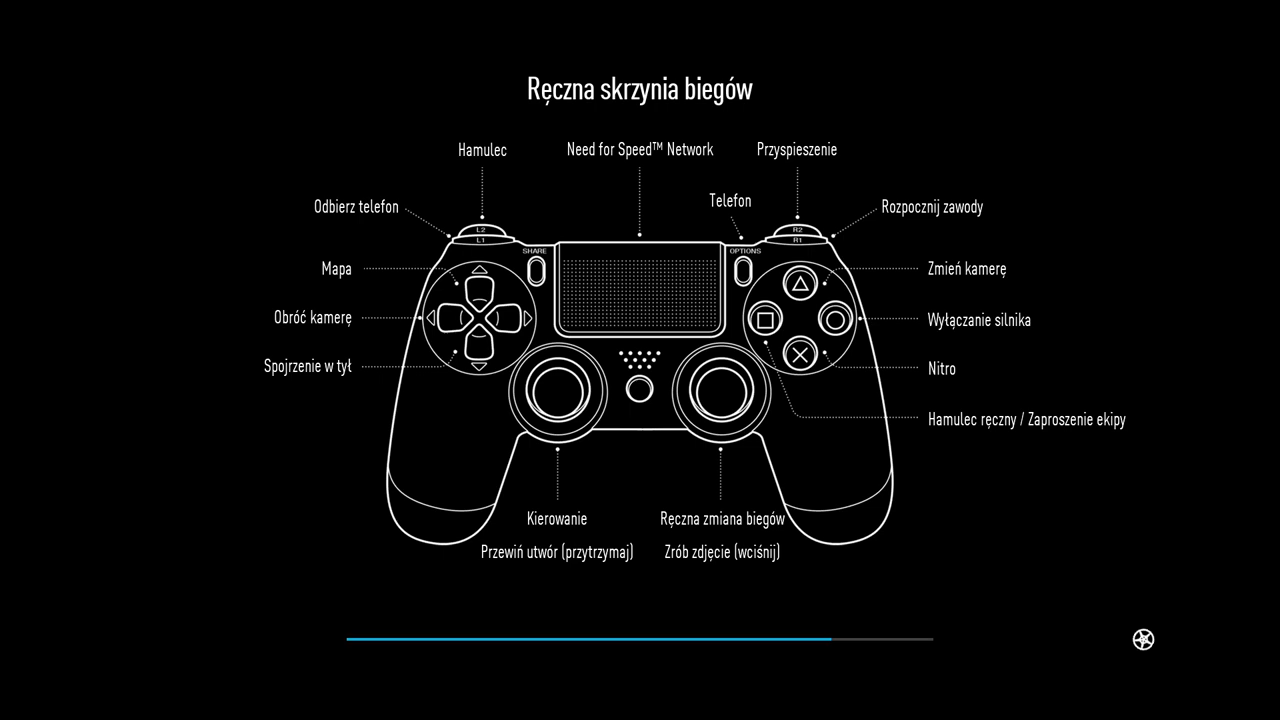 Ręczna skrzynia biegów
Hamulec
Need for Speed™ Network
Przyspieszenie
Telefon
Odbierz telefon
Rozpocznij zawody
L2
R2
L1
R1
SHARE
OPTIONS
Mapa
Zmień kamerę
Obróć kamerę
Wyłączanie silnika
Spojrzenie w tył
Nitro
Hamulec ręczny / Zaproszenie ekipy
Kierowanie
Ręczna zmiana biegów
Przewiń utwór (przytrzymaj)
Zrób zdjęcie (wciśnij)